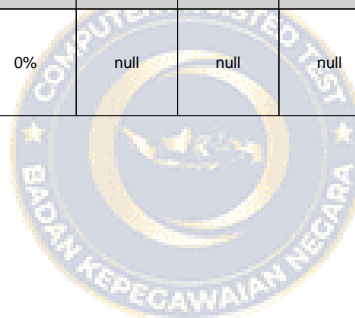 0% null null null
COMPUTER ASSISTED TEST
BADAN KEPEGAWAIAN NEGARA